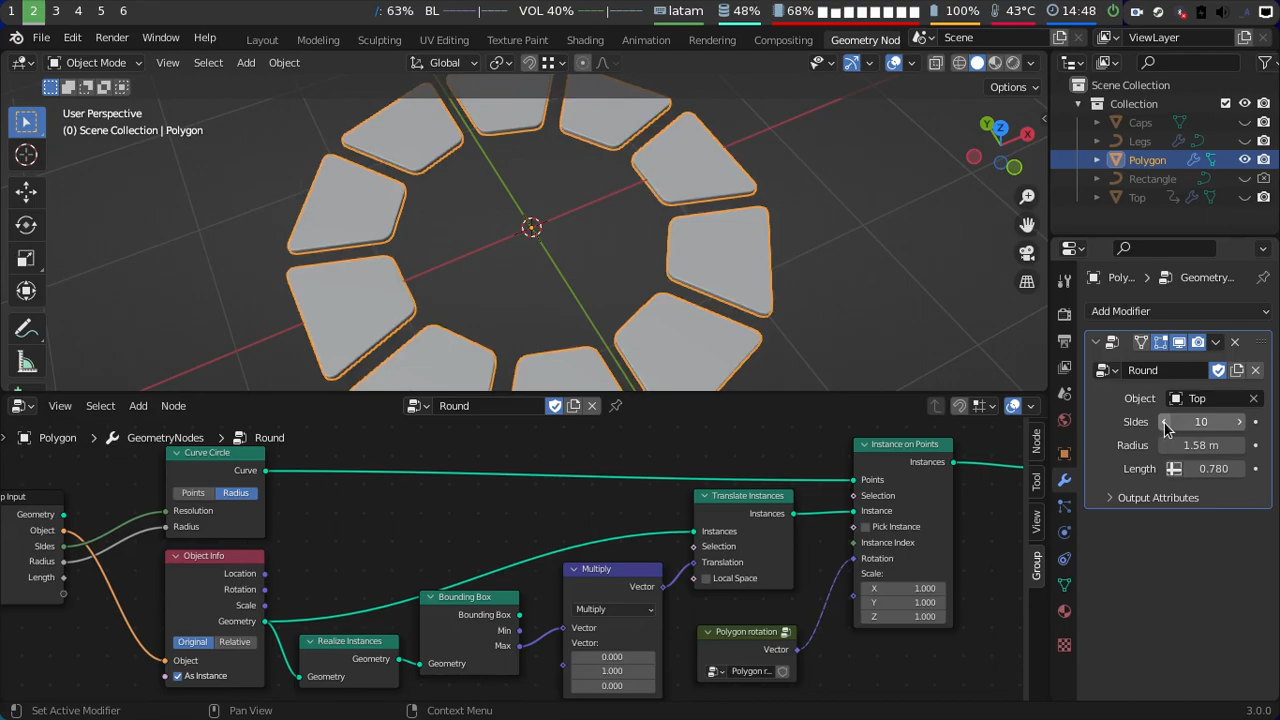 1 2 3 4 5 6 7 /: 63% BL VOL 40% latam 48% 68% 100% 43°C 14:48
File Edit Render Window Help Layout Modeling Sculpting UV Editing Texture Paint Shading Animation Rendering Compositing Geometry Nod Scene ViewLayer
Object Mode View Select Add Object Global
Options
User Perspective
(0) Scene Collection | Polygon
Y Z X
Scene Collection
Collection
Caps
Legs
Polygon
Rectangle
Top
Poly... Geometry...
Add Modifier
Round
Object Top
SIdes 10
Radius 1.58 m
Length 0.780
Output Attributes
View Select Add Node Round
Polygon GeometryNodes Round
p Input
Geometry
Object
SIdes
Radius
Length
Curve Circle
Curve
Points Radius
Resolution
Radius
Object Info
Location
Rotation
Scale
Geometry
Original Relative
Object
As Instance
Realize Instances
Geometry
Geometry
Bounding Box
Bounding Box
Min
Max
Geometry
Multiply
Vector
Multiply
Vector
Vector:
0.000
1.000
0.000
Translate Instances
Instances
Instances
Selection
Translation
Local Space
Polygon rotation
Vector
Polygon r...
Instance on Points
Instances
Points
Selection
Instance
Pick Instance
Instance Index
Rotation
Scale:
X 1.000
Y 1.000
Z 1.000
Node
Tool
View
Group
Set Active Modifier Pan View Context Menu 3.0.0